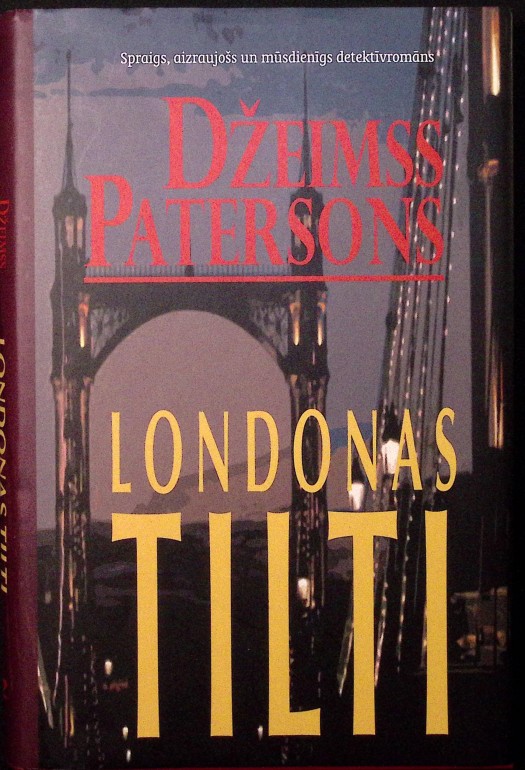 Spraigs, aizraujošs un mūsdienīgs detektīvromāns
DŽEIMSS
PATERSONS
LONDONAS
TILTI
DŽEIMSS
LONDONAS TILTI